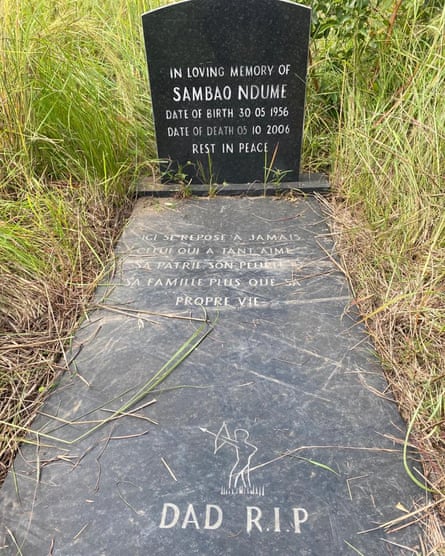 IN LOVING MEMORY OF
SAMBAO NDUME
DATE OF BIRTH 30 05 1956
DATE OF DEATH 05 10 2006
REST IN PEACE
ICI SE REPOSE A JAMAIS
CELUI QUI A TANT AIME
SA PATRIE, SON PEUPLE
SA FAMILLE PLUS QUE SA
PROPRE VIE
DAD R.I.P